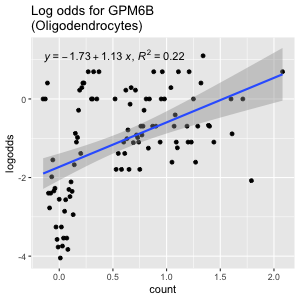 Log odds for GPM6B
(Oligodendrocytes)
y = −1.73 + 1.13 x, R² = 0.22
logodds
0
-2
-4
0.0 0.5 1.0 1.5 2.0
count